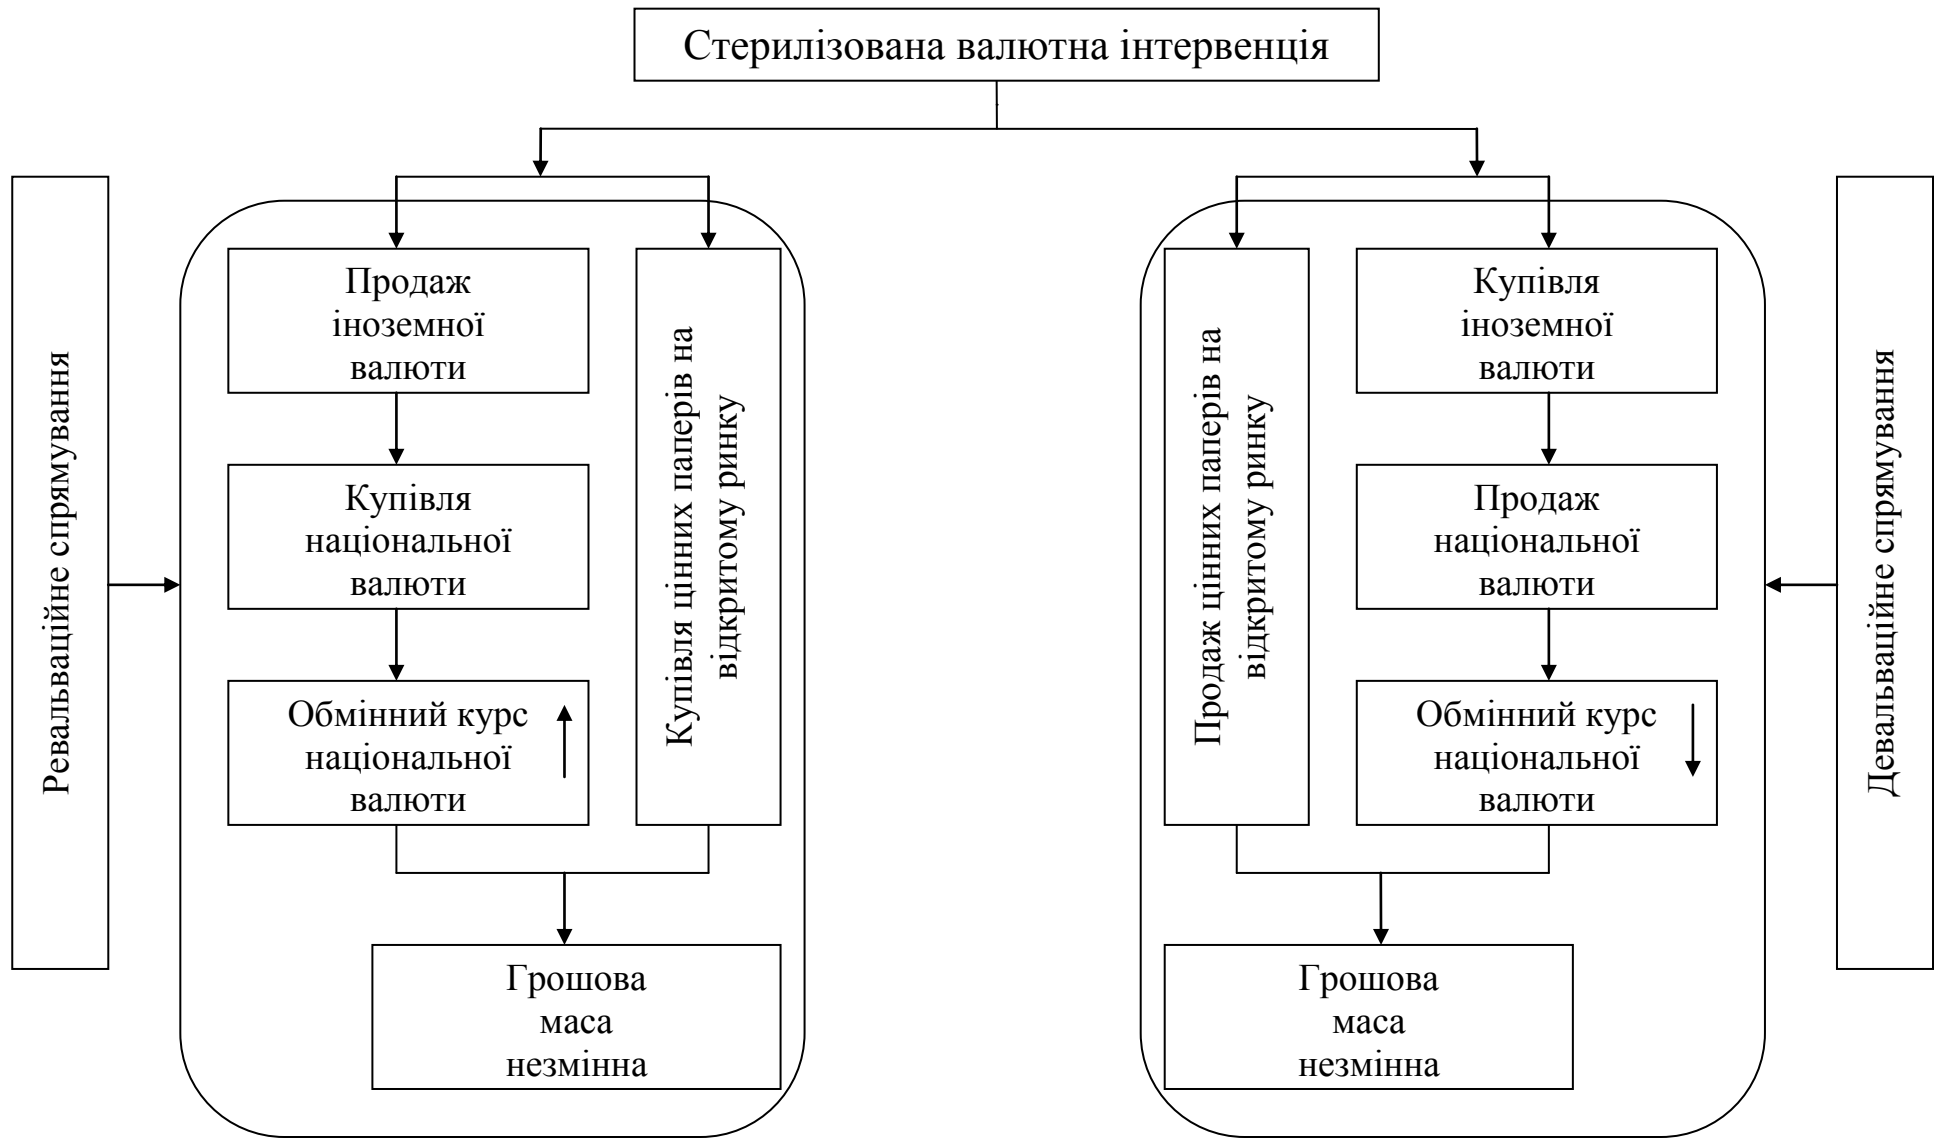 Стерилізована валютна інтервенція
Ревальваційне спрямування
Продаж
іноземної
валюти
Купівля
національної
валюти
Обмінний курс
національної
валюти
Купівля цінних паперів на
відкритому ринку
Грошова
маса
незмінна
Продаж цінних паперів на
відкритому ринку
Купівля
іноземної
валюти
Продаж
національної
валюти
Обмінний курс
національної
валюти
Грошова
маса
незмінна
Девальваційне спрямування